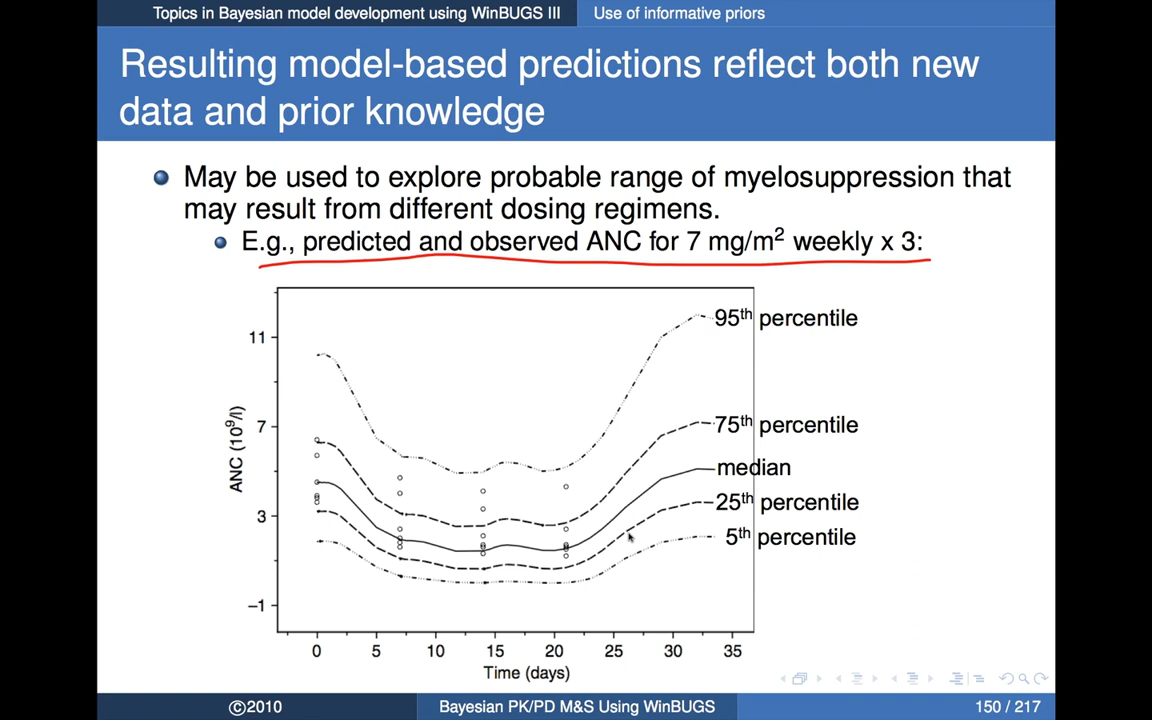 Topics in Bayesian model development using WinBUGS III
Use of informative priors
Resulting model-based predictions reflect both new
data and prior knowledge
May be used to explore probable range of myelosuppression that
may result from different dosing regimens.
E.g., predicted and observed ANC for 7 mg/m² weekly x 3:
95th percentile
11
75th percentile
7
ANC (10⁹/l)
median
25th percentile
3
5th percentile
−1
0 5 10 15 20 25 30 35
Time (days)
©2010
Bayesian PK/PD M&S Using WinBUGS
150 / 217